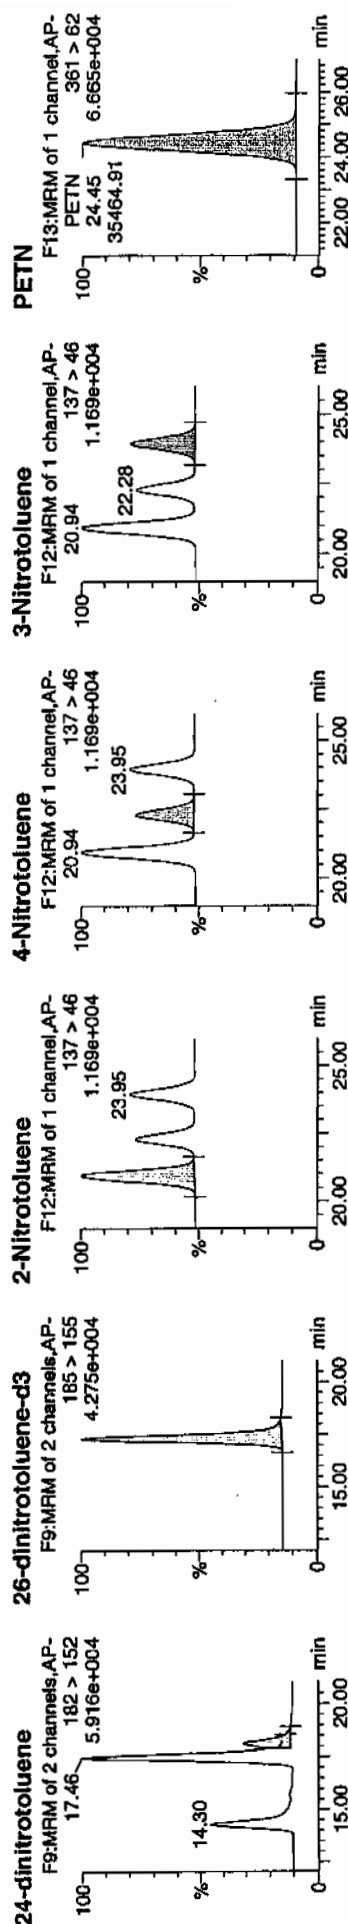 24-dinitrotoluene
F9:MRM of 2 channels,AP-
182 > 152
5.916e+004
17.46
14.30
100
%
0
15.00
20.00
min
26-dinitrotoluene-d3
F9:MRM of 2 channels,AP-
185 > 155
4.275e+004
100
%
0
15.00
20.00
min
2-Nitrotoluene
F12:MRM of 1 channel,AP-
137 > 46
1.169e+004
23.95
100
%
0
20.00
25.00
min
4-Nitrotoluene
F12:MRM of 1 channel,AP-
20.94
137 > 46
1.169e+004
23.95
100
%
0
20.00
25.00
min
3-Nitrotoluene
F12:MRM of 1 channel,AP-
20.94
137 > 46
1.169e+004
22.28
100
%
0
20.00
25.00
min
PETN
F13:MRM of 1 channel,AP-
PETN
361 > 62
24.45
6.665e+004
35464.91
100
%
0
22.00
24.00
26.00
min